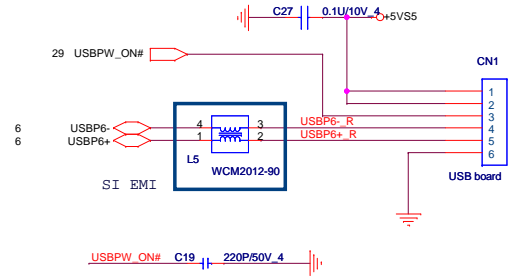 C27 0.1U/10V_4 +5VS5
29 USBPW_ON# CN1
1
2
3
6 USBP6- 4 3 USBP6-_R 4
6 USBP6+ 1 2 USBP6+_R 5
6
L5 WCM2012-90 USB board
SI EMI
USBPW_ON# C19 220P/50V_4